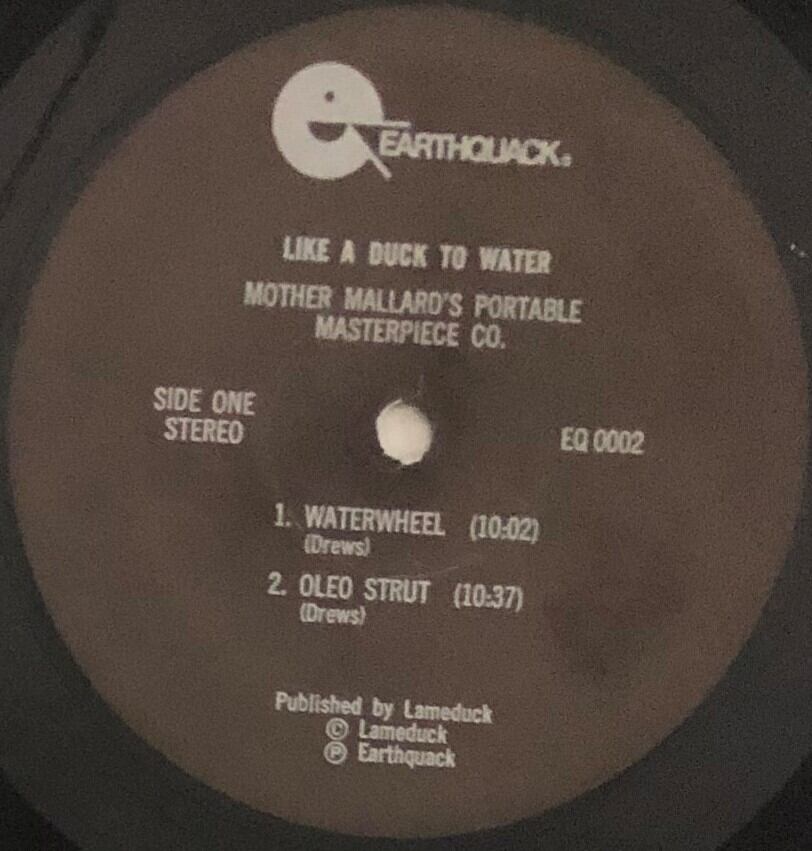 EARTHQUACK®
LIKE A DUCK TO WATER
MOTHER MALLARD'S PORTABLE
MASTERPIECE CO.
SIDE ONE
STEREO
EQ 0002
1. WATERWHEEL (10:02)
(Drews)
2. OLEO STRUT (10:37)
(Drews)
Published by Lameduck
© Lameduck
℗ Earthquack